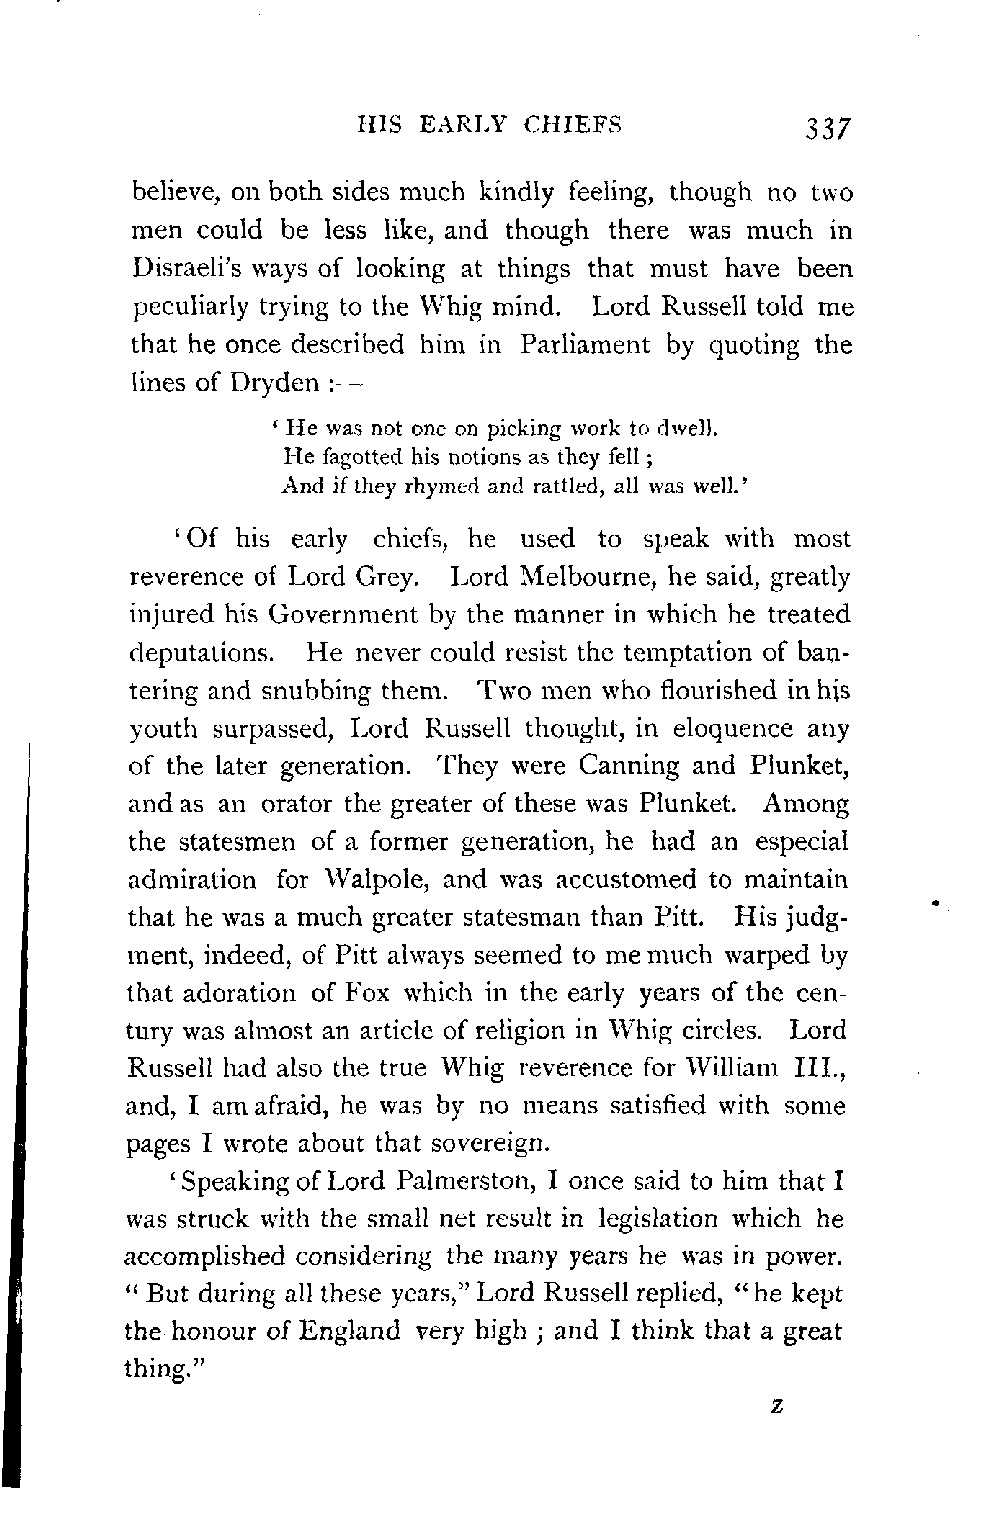 HIS EARLY CHIEFS 337
believe, on both sides much kindly feeling, though no two
men could be less like, and though there was much in
Disraeli's ways of looking at things that must have been
peculiarly trying to the Whig mind. Lord Russell told me
that he once described him in Parliament by quoting the
lines of Dryden :- –
‘ He was not one on picking work to dwell.
He fagotted his notions as they fell ;
And if they rhymed and rattled, all was well.’
‘Of his early chiefs, he used to speak with most
reverence of Lord Grey. Lord Melbourne, he said, greatly
injured his Government by the manner in which he treated
deputations. He never could resist the temptation of ban-
tering and snubbing them. Two men who flourished in his
youth surpassed, Lord Russell thought, in eloquence any
of the later generation. They were Canning and Plunket,
and as an orator the greater of these was Plunket. Among
the statesmen of a former generation, he had an especial
admiration for Walpole, and was accustomed to maintain
that he was a much greater statesman than Pitt. His judg-
ment, indeed, of Pitt always seemed to me much warped by
that adoration of Fox which in the early years of the cen-
tury was almost an article of religion in Whig circles. Lord
Russell had also the true Whig reverence for William III.,
and, I am afraid, he was by no means satisfied with some
pages I wrote about that sovereign.
‘Speaking of Lord Palmerston, I once said to him that I
was struck with the small net result in legislation which he
accomplished considering the many years he was in power.
“ But during all these years,” Lord Russell replied, “he kept
the honour of England very high ; and I think that a great
thing.”
Z